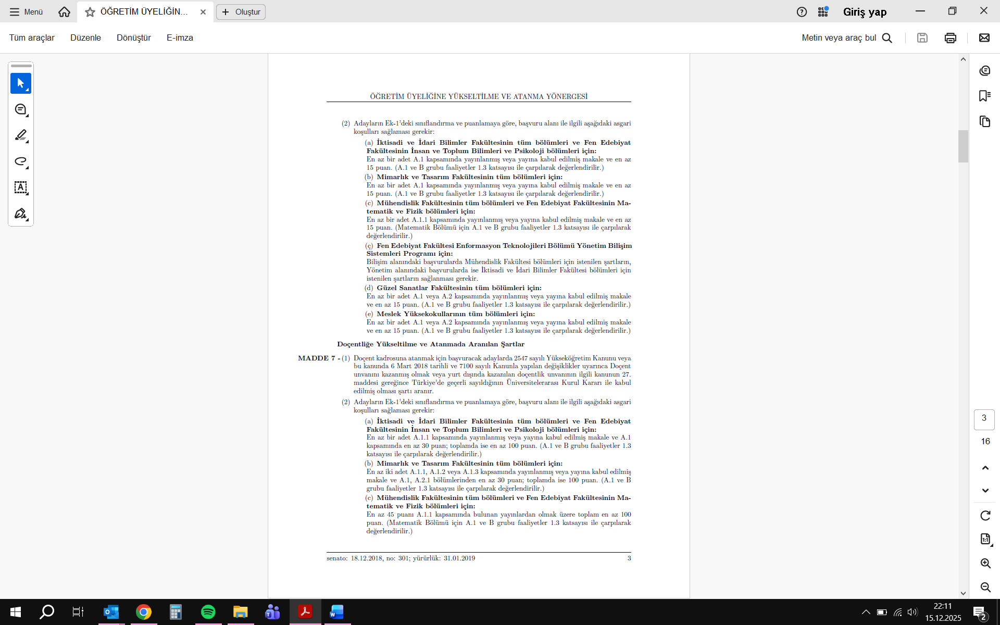 Menü
ÖĞRETİM ÜYELİĞİN...
Oluştur
Giriş yap
Tüm araçlar
Düzenle
Dönüştür
E-imza
Metin veya araç bul
ÖĞRETİM ÜYELİĞİNE YÜKSELTİLME VE ATANMA YÖNERGESİ
(2) Adayların Ek-1'deki sınıflandırma ve puanlamaya göre, başvuru alanı ile ilgili aşağıdaki asgari
koşulları sağlaması gerekir:
(a) İktisadi ve İdari Bilimler Fakültesinin tüm bölümleri ve Fen Edebiyat
Fakültesinin İnsan ve Toplum Bilimleri ve Psikoloji bölümleri için:
En az bir adet A.1 kapsamında yayınlanmış veya yayına kabul edilmiş makale ve en az
15 puan. (A.1 ve B grubu faaliyetler 1.3 katsayısı ile çarpılarak değerlendirilir.)
(b) Mimarlık ve Tasarım Fakültesinin tüm bölümleri için:
En az bir adet A.1 kapsamında yayınlanmış veya yayına kabul edilmiş makale ve en az
15 puan. (A.1 ve B grubu faaliyetler 1.3 katsayısı ile çarpılarak değerlendirilir.)
(c) Mühendislik Fakültesinin tüm bölümleri ve Fen Edebiyat Fakültesinin Ma-
tematik ve Fizik bölümleri için:
En az bir adet A.1.1 kapsamında yayınlanmış veya yayına kabul edilmiş makale ve en az
15 puan. (Matematik Bölümü için A.1 ve B grubu faaliyetler 1.3 katsayısı ile çarpılarak
değerlendirilir.)
(ç) Fen Edebiyat Fakültesi Enformasyon Teknolojileri Bölümü Yönetim Bilişim
Sistemleri Programı için:
Bilişim alanındaki başvurularda Mühendislik Fakültesi bölümleri için istenilen şartların,
Yönetim alanındaki başvurularda ise İktisadi ve İdari Bilimler Fakültesi bölümleri için
istenilen şartların sağlanması gerekir.
(d) Güzel Sanatlar Fakültesinin tüm bölümleri için:
En az bir adet A.1 veya A.2 kapsamında yayınlanmış veya yayına kabul edilmiş makale
ve en az 15 puan. (A.1 ve B grubu faaliyetler 1.3 katsayısı ile çarpılarak değerlendirilir.)
(e) Meslek Yüksekokullarının tüm bölümleri için:
En az bir adet A.1 veya A.2 kapsamında yayınlanmış veya yayına kabul edilmiş makale
ve en az 15 puan. (A.1 ve B grubu faaliyetler 1.3 katsayısı ile çarpılarak değerlendirilir.)
Doçentliğe Yükseltilme ve Atanmada Aranılan Şartlar
MADDE 7 - (1) Doçent kadrosuna atanmak için başvuracak adaylarda 2547 sayılı Yükseköğretim Kanunu veya
bu kanunda 6 Mart 2018 tarihli ve 7100 sayılı Kanunla yapılan değişiklikler uyarınca Doçent
unvanını kazanmış olmak veya yurt dışında kazanılan doçentlik unvanının ilgili kanunun 27.
maddesi gereğince Türkiye'de geçerli sayıldığının Üniversitelerarası Kurul Kararı ile kabul
edilmiş olması şartı aranır.
(2) Adayların Ek-1'deki sınıflandırma ve puanlamaya göre, başvuru alanı ile ilgili aşağıdaki asgari
koşulları sağlaması gerekir:
(a) İktisadi ve İdari Bilimler Fakültesinin tüm bölümleri ve Fen Edebiyat
Fakültesinin İnsan ve Toplum Bilimleri ve Psikoloji bölümleri için:
En az bir adet A.1.1 kapsamında yayınlanmış veya yayına kabul edilmiş makale ve A.1
kapsamında en az 30 puan; toplamda ise en az 100 puan. (A.1 ve B grubu faaliyetler 1.3
katsayısı ile çarpılarak değerlendirilir.)
(b) Mimarlık ve Tasarım Fakültesinin tüm bölümleri için:
En az iki adet A.1.1, A.1.2 veya A.1.3 kapsamında yayınlanmış veya yayına kabul edilmiş
makale ve A.1, A.2.1 bölümlerinden en az 30 puan; toplamda ise 100 puan. (A.1 ve B
grubu faaliyetler 1.3 katsayısı ile çarpılarak değerlendirilir.)
(c) Mühendislik Fakültesinin tüm bölümleri ve Fen Edebiyat Fakültesinin Ma-
tematik ve Fizik bölümleri için:
En az 45 puanı A.1.1 kapsamında bulunan yayınlardan olmak üzere toplam en az 100
puan. (Matematik Bölümü için A.1 ve B grubu faaliyetler 1.3 katsayısı ile çarpılarak
değerlendirilir.)
senato: 18.12.2018, no: 301; yürürlük: 31.01.2019
3
3
16
1:1
22:11
15.12.2025
2